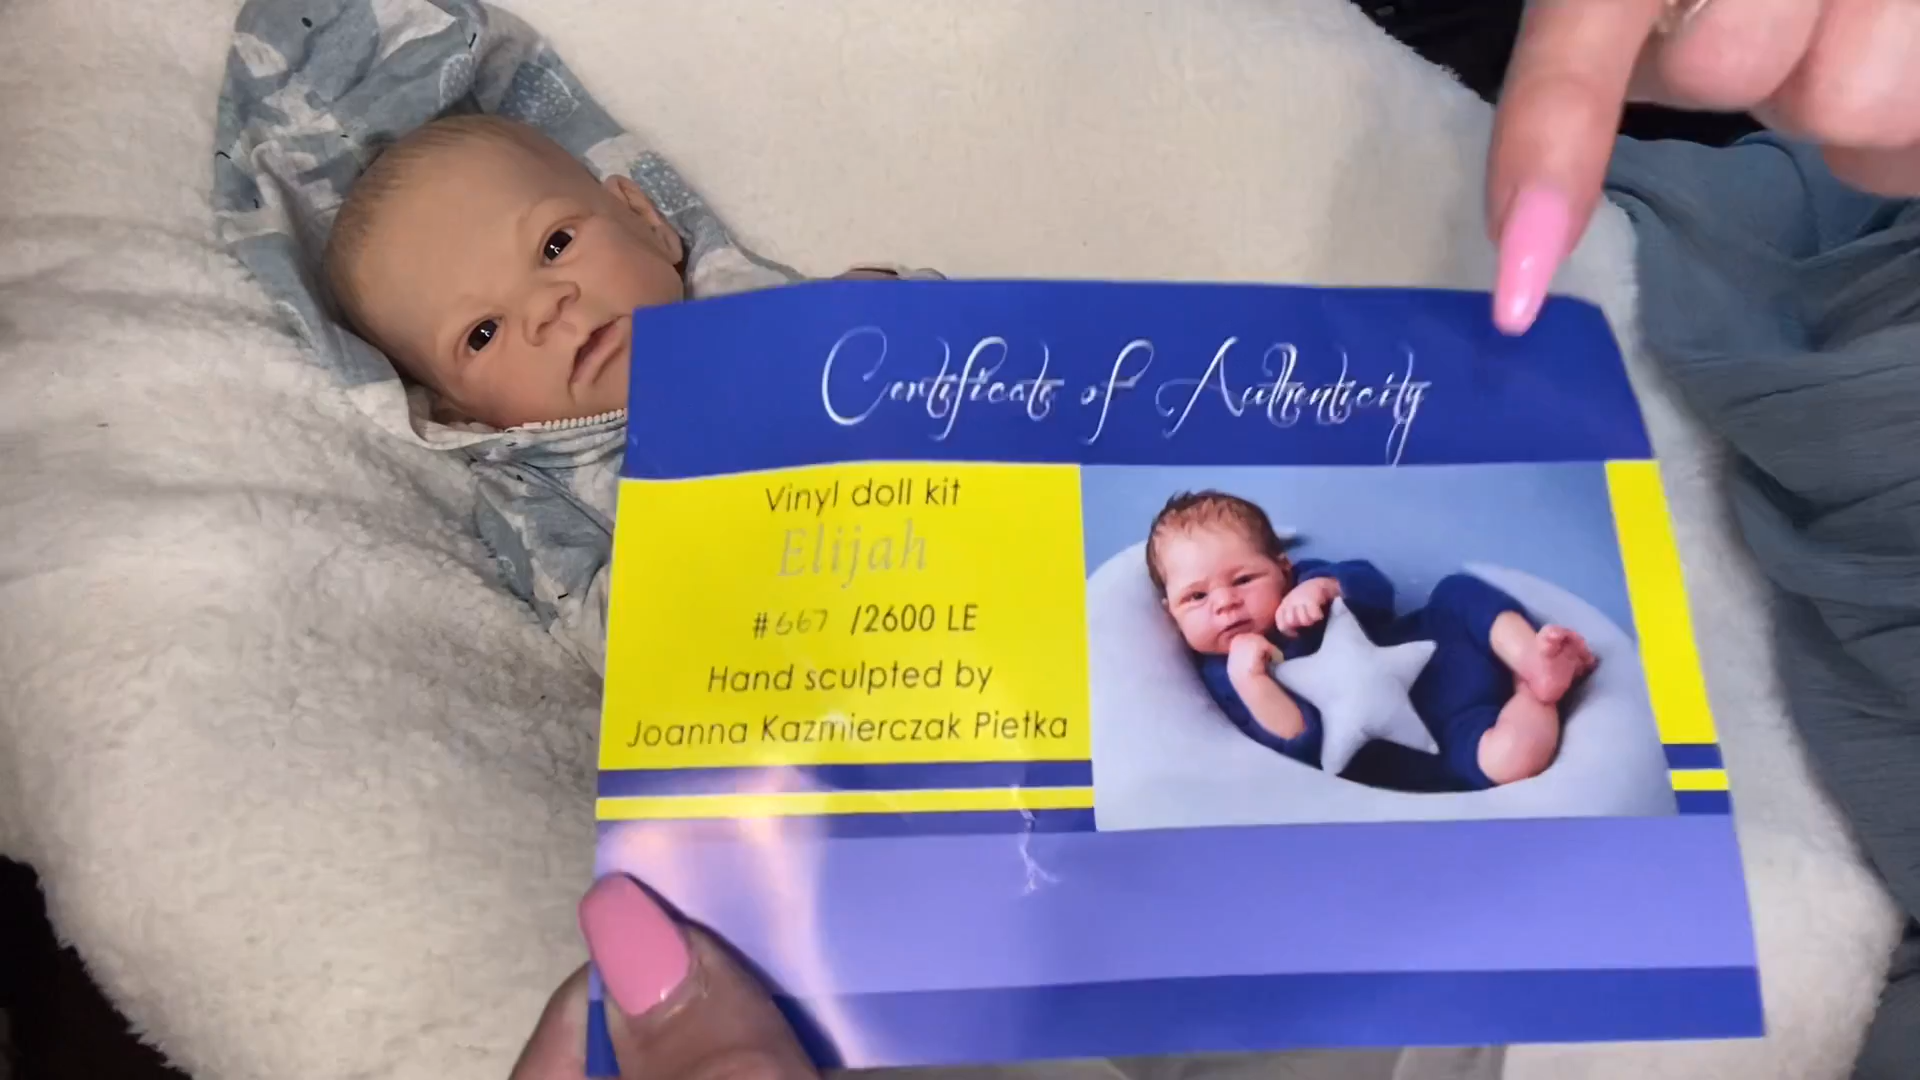 Certificate of Authenticity
Vinyl doll kit
Elijah
#667 /2600 LE
Hand sculpted by
Joanna Kazmierczak Pietka